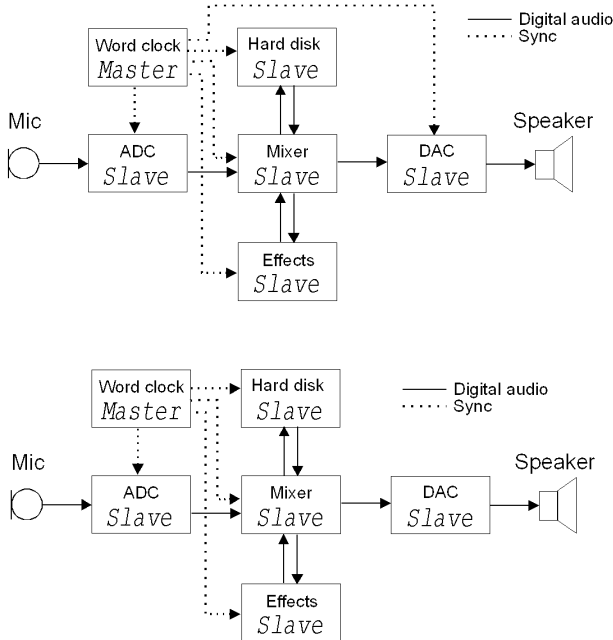 Digital audio
Sync
Word clock
Master
Hard disk
Slave
Mic
Speaker
ADC
Slave
Mixer
Slave
DAC
Slave
Effects
Slave
Word clock
Master
Hard disk
Slave
Digital audio
Sync
Mic
Speaker
ADC
Slave
Mixer
Slave
DAC
Slave
Effects
Slave